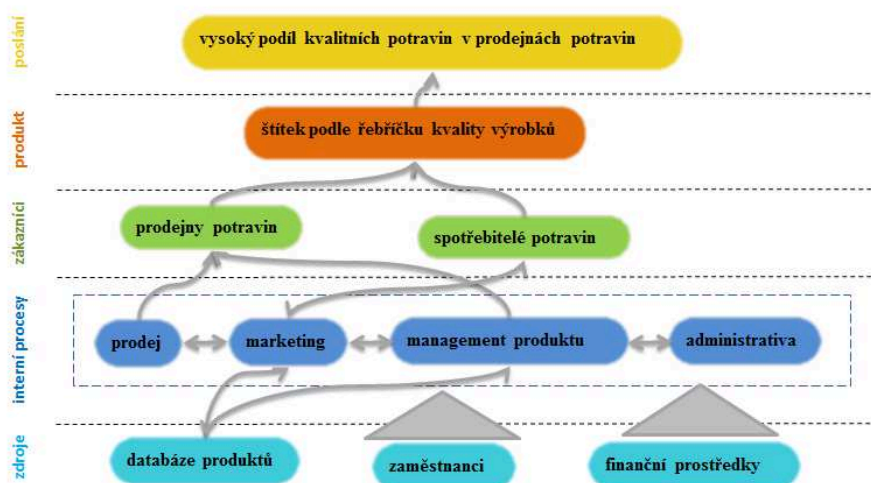 poslání
vysoký podíl kvalitních potravin v prodejnách potravin
produkt
štítek podle řebříčku kvality výrobků
zákazníci
prodejny potravin
spotřebitelé potravin
interní procesy
prodej
marketing
management produktu
administrativa
zdroje
databáze produktů
zaměstnanci
finanční prostředky